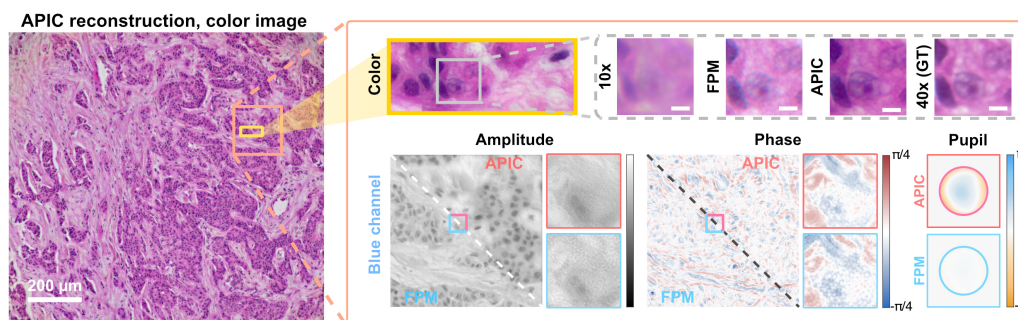 APIC reconstruction, color image
200 μm
Color
10x
FPM
APIC
40x (GT)
Amplitude
Phase
Pupil
Blue channel
APIC
FPM
APIC
FPM
π/4
-π/4
APIC
FPM